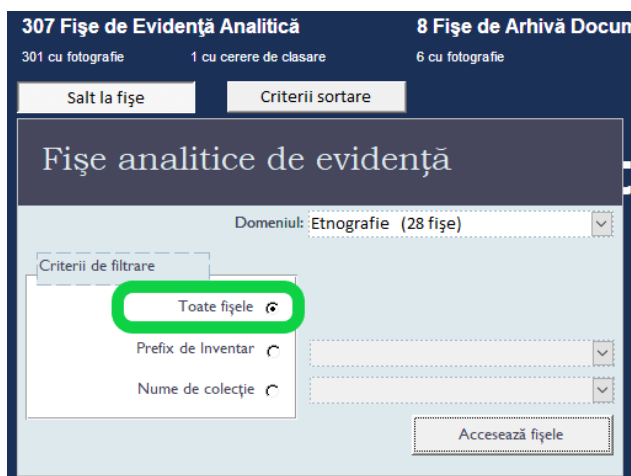 307 Fişe de Evidenţă Analitică
8 Fişe de Arhivă Docum
301 cu fotografie
1 cu cerere de clasare
6 cu fotografie
Salt la fişe
Criterii sortare
Fişe analitice de evidenţă
Domeniul: Etnografie (28 fişe)
Criterii de filtrare
Toate fişele
Prefix de Inventar
Nume de colecţie
Accesează fişele